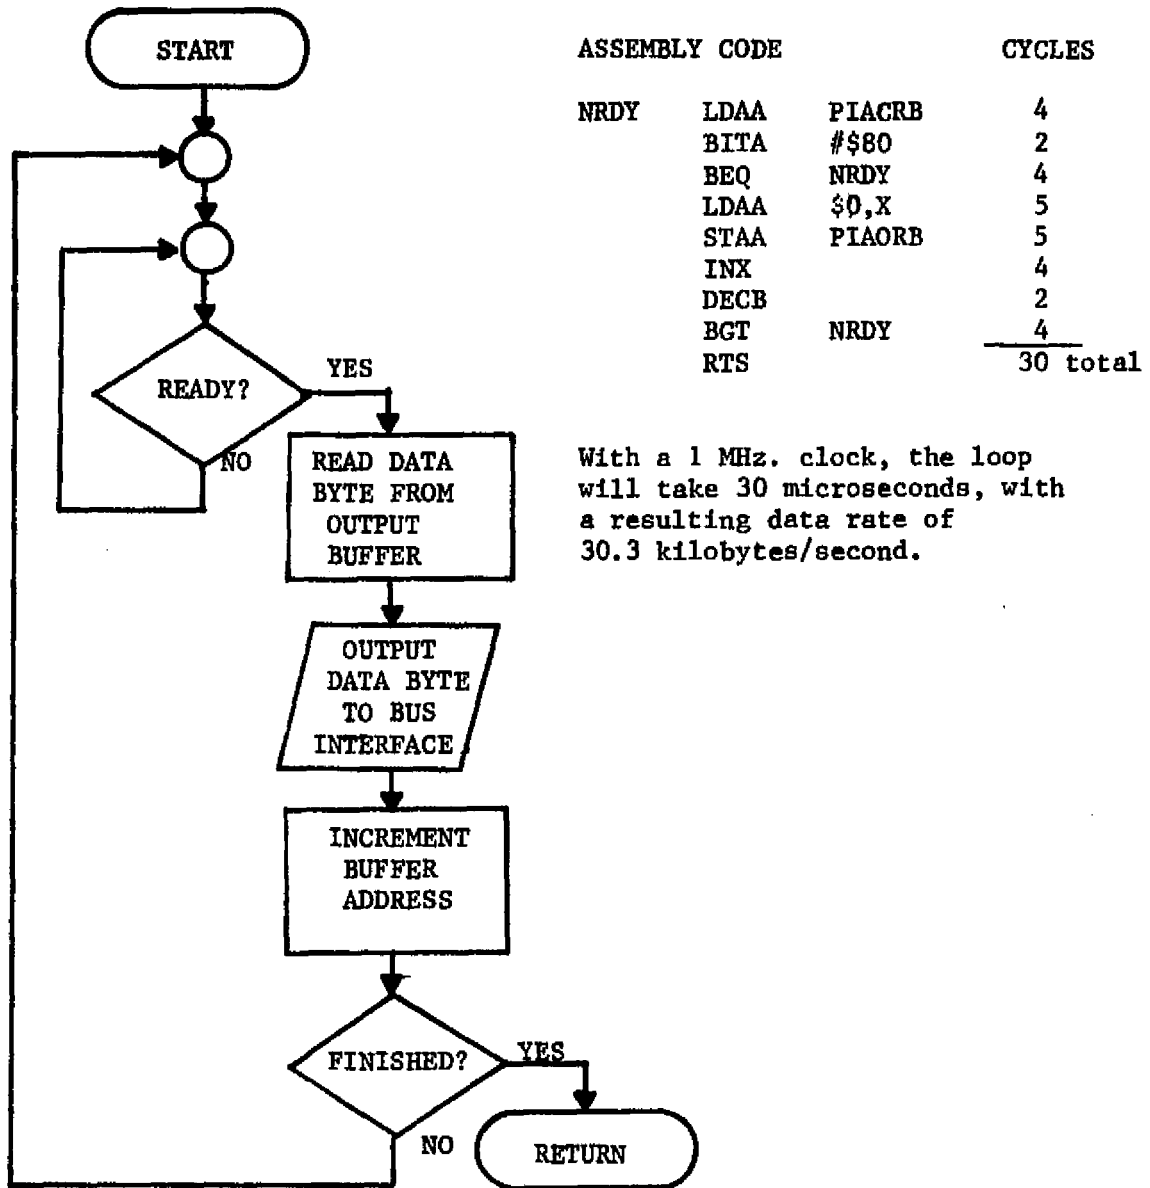 START
READY?
YES
NO
READ DATA
BYTE FROM
OUTPUT
BUFFER
OUTPUT
DATA BYTE
TO BUS
INTERFACE
INCREMENT
BUFFER
ADDRESS
FINISHED?
YES
NO
RETURN
ASSEMBLY CODE CYCLES
NRDY LDAA PIACRB 4
BITA #$80 2
BEQ NRDY 4
LDAA $0,X 5
STAA PIAORB 5
INX 4
DECB 2
BGT NRDY 4
RTS 30 total
With a 1 MHz. clock, the loop
will take 30 microseconds, with
a resulting data rate of
30.3 kilobytes/second.